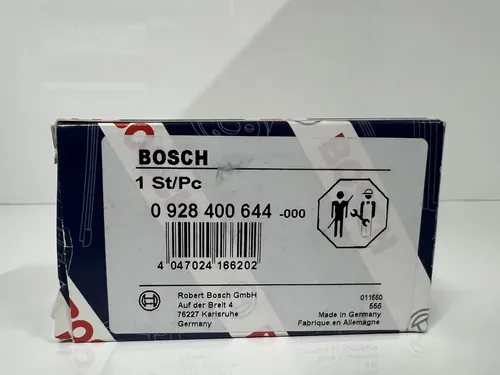 BOSCH
1 St/Pc
0 928 400 644 -000
4 047024 166202
Robert Bosch GmbH
Auf der Breit 4
76227 Karlsruhe
Germany
011550
556
Made in Germany
Fabriqué en Allemagne